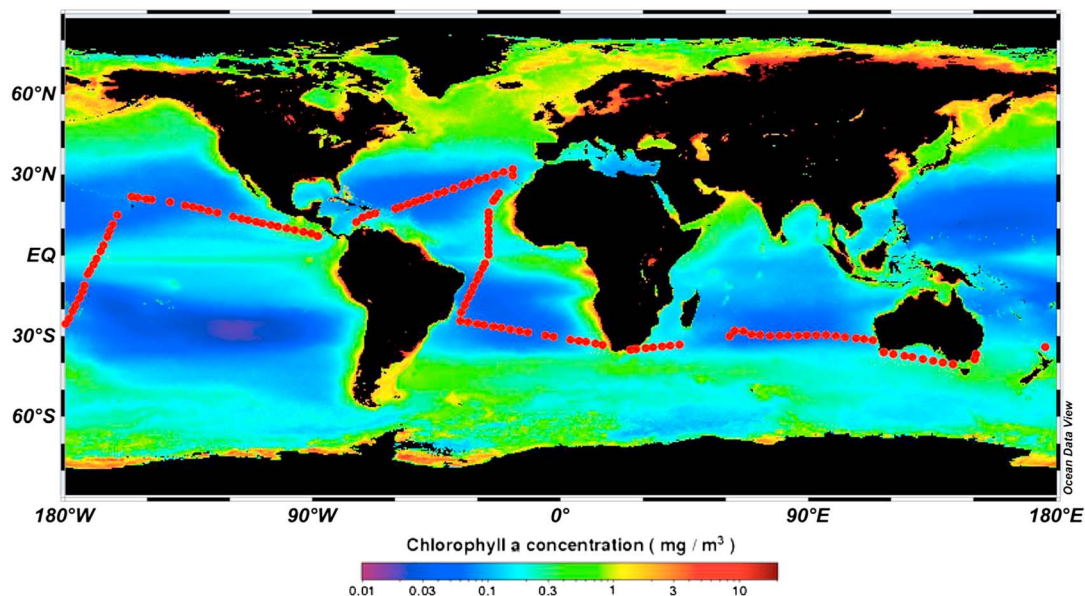 60°N
30°N
EQ
30°S
60°S
180°W 90°W 0° 90°E 180°E
Ocean Data View
Chlorophyll a concentration ( mg / m³ )
0.01 0.03 0.1 0.3 1 3 10